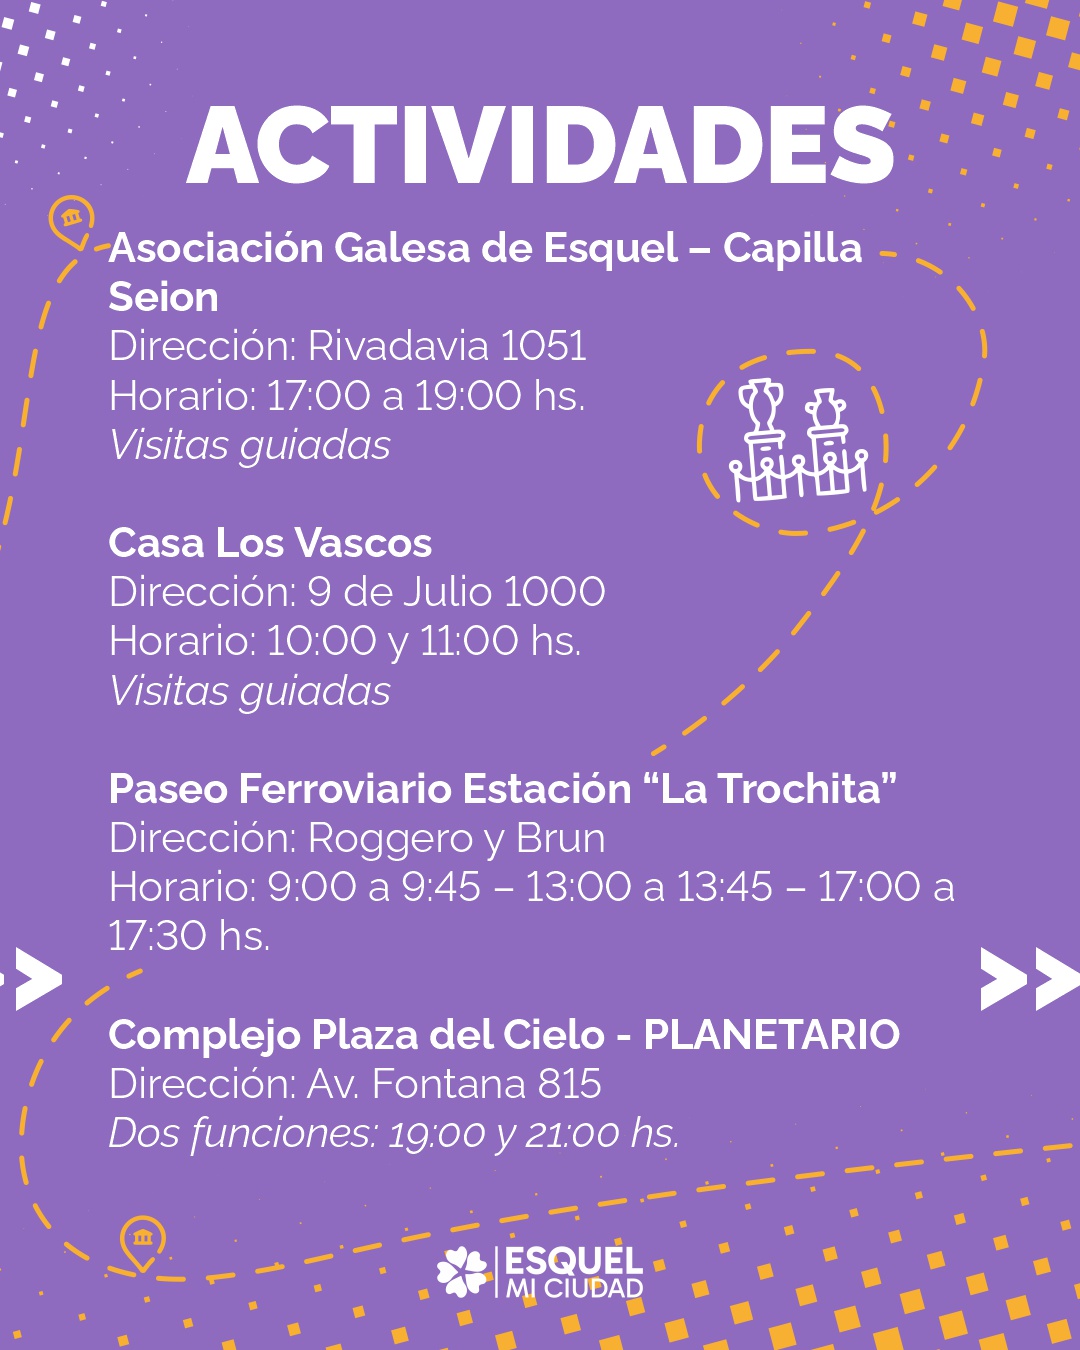 ACTIVIDADES
Asociación Galesa de Esquel – Capilla
Seion
Dirección: Rivadavia 1051
Horario: 17:00 a 19:00 hs.
Visitas guiadas
Casa Los Vascos
Dirección: 9 de Julio 1000
Horario: 10:00 y 11:00 hs.
Visitas guiadas
Paseo Ferroviario Estación “La Trochita”
Dirección: Roggero y Brun
Horario: 9:00 a 9:45 – 13:00 a 13:45 – 17:00 a
17:30 hs.
Complejo Plaza del Cielo - PLANETARIO
Dirección: Av. Fontana 815
Dos funciones: 19:00 y 21:00 hs.
ESQUEL
MI CIUDAD